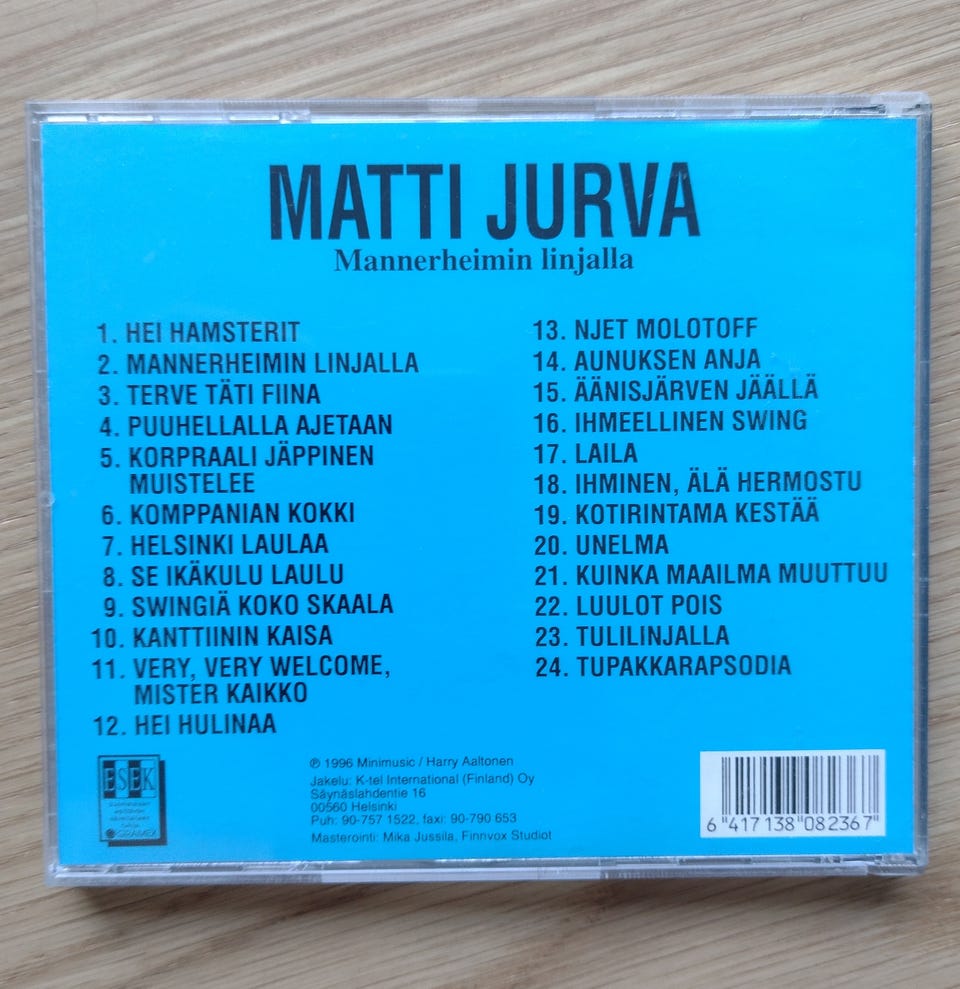 MATTI JURVA
Mannerheimin linjalla
1. HEI HAMSTERIT
2. MANNERHEIMIN LINJALLA
3. TERVE TÄTI FIINA
4. PUUHELLALLA AJETAAN
5. KORPRAALI JÄPPINEN
MUISTELEE
6. KOMPPANIAN KOKKI
7. HELSINKI LAULAA
8. SE IKÄKULU LAULU
9. SWINGIÄ KOKO SKAALA
10. KANTTIININ KAISA
11. VERY, VERY WELCOME,
MISTER KAIKKO
12. HEI HULINAA
13. NJET MOLOTOFF
14. AUNUKSEN ANJA
15. ÄÄNISJÄRVEN JÄÄLLÄ
16. IHMEELLINEN SWING
17. LAILA
18. IHMINEN, ÄLÄ HERMOSTU
19. KOTIRINTAMA KESTÄÄ
20. UNELMA
21. KUINKA MAAILMA MUUTTUU
22. LUULOT POIS
23. TULILINJALLA
24. TUPAKKARAPSODIA
ESEK
GRAMEX
℗ 1996 Minimusic / Harry Aaltonen
Jakelu: K-tel International (Finland) Oy
Säynäslahdentie 16
00560 Helsinki
Puh: 90-757 1522, faxi: 90-790 653
Masterointi: Mika Jussila, Finnvox Studiot
6 417138 082367